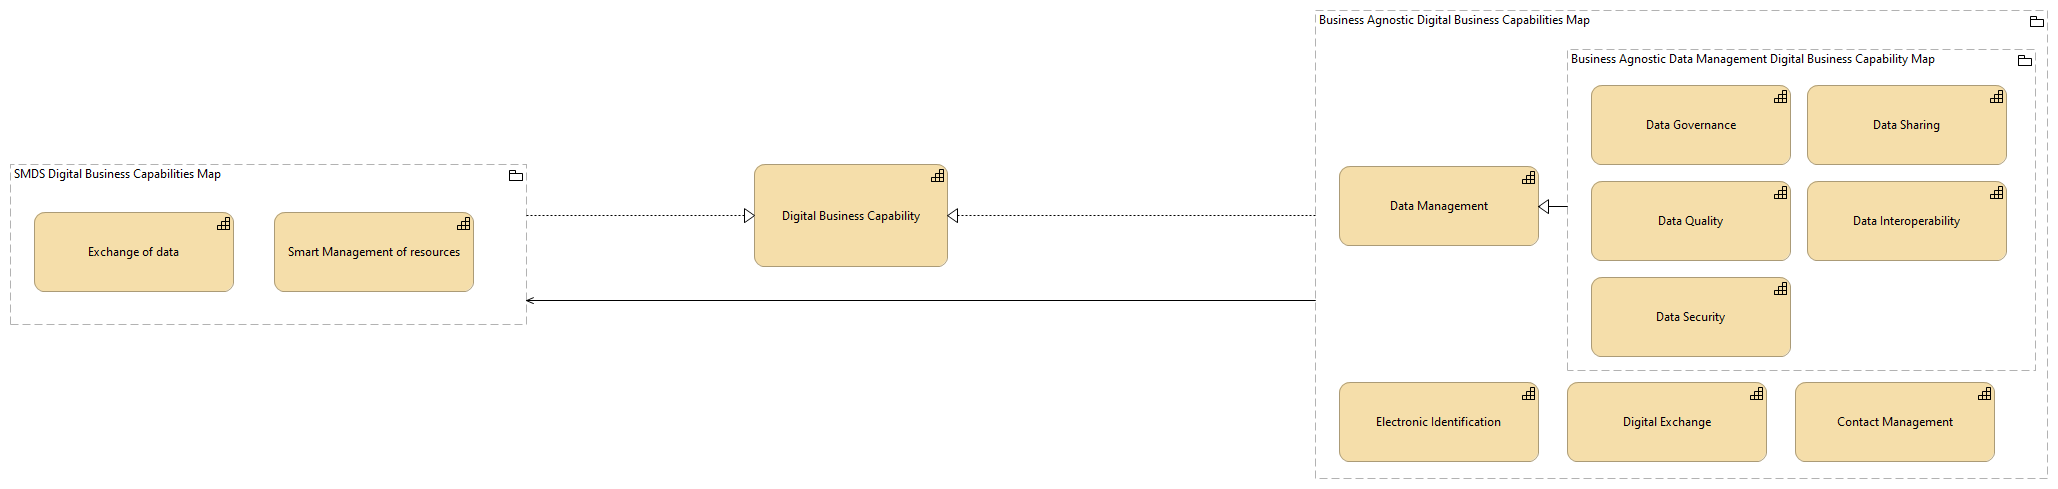 Business Agnostic Digital Business Capabilities Map
Business Agnostic Data Management Digital Business Capability Map
Data Governance
Data Sharing
SMDS Digital Business Capabilities Map
Digital Business Capability
Data Management
Data Quality
Data Interoperability
Exchange of data
Smart Management of resources
Data Security
Electronic Identification
Digital Exchange
Contact Management